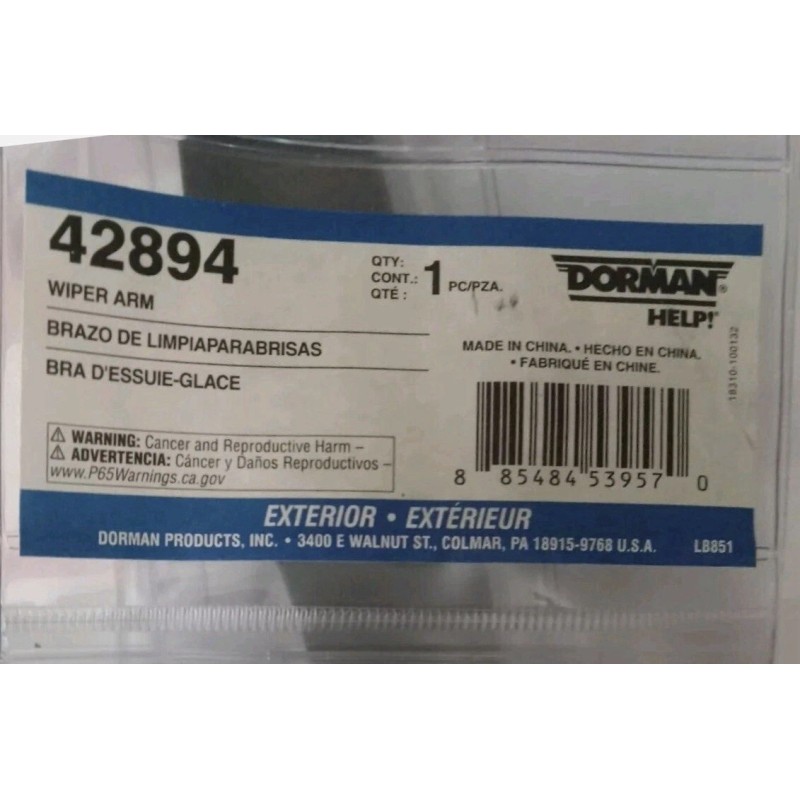 42894
WIPER ARM
BRAZO DE LIMPIAPARABRISAS
BRA D'ESSUIE-GLACE
QTY:
CONT.: 1 PC/PZA.
QTÉ :
DORMAN®
HELP!®
MADE IN CHINA. • HECHO EN CHINA.
• FABRIQUÉ EN CHINE.
18310-100132
⚠ WARNING: Cancer and Reproductive Harm –
⚠ ADVERTENCIA: Cáncer y Daños Reproductivos –
www.P65Warnings.ca.gov
8 85484 53957 0
EXTERIOR • EXTÉRIEUR
DORMAN PRODUCTS, INC. • 3400 E WALNUT ST., COLMAR, PA 18915-9768 U.S.A.
LB851